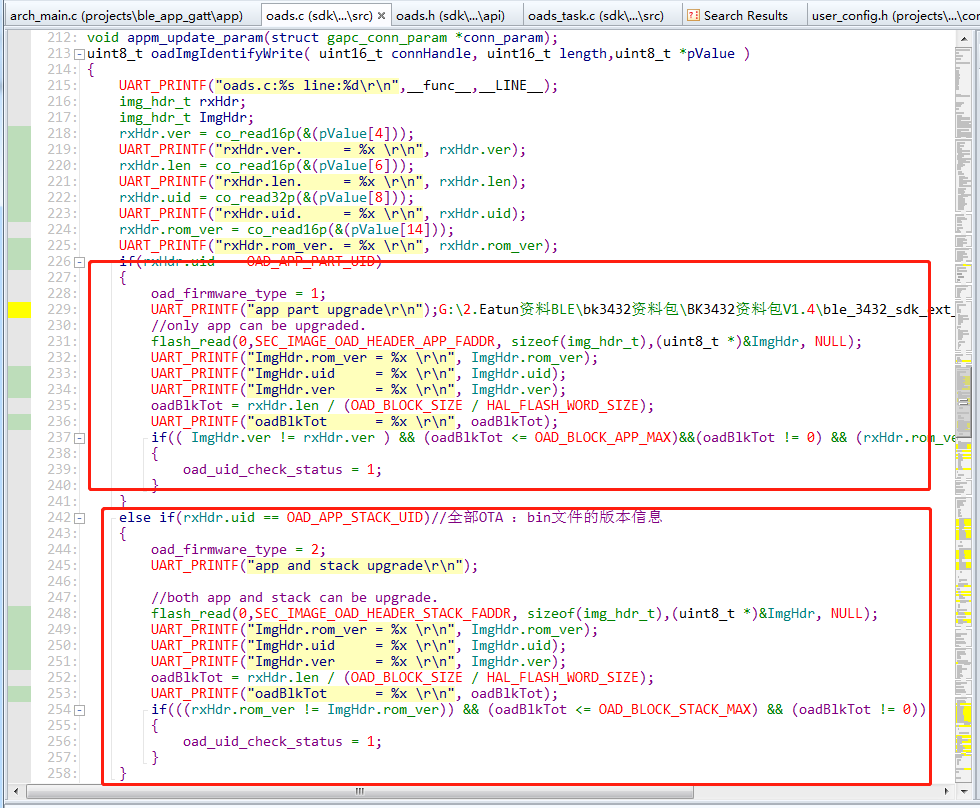 arch_main.c (projects\ble_app_gatt\app) oads.c (sdk\...\src) oads.h (sdk\...\api) oads_task.c (sdk\...\src) Search Results user_config.h (projects\...\con
212: void appm_update_param(struct gapc_conn_param *conn_param);
213: uint8_t oadImgIdentifyWrite( uint16_t connHandle, uint16_t length,uint8_t *pValue )
214: {
215: UART_PRINTF("oads.c:%s line:%d\r\n",__func__,__LINE__);
216: img_hdr_t rxHdr;
217: img_hdr_t ImgHdr;
218: rxHdr.ver = co_read16p(&(pValue[4]));
219: UART_PRINTF("rxHdr.ver. = %x \r\n", rxHdr.ver);
220: rxHdr.len = co_read16p(&(pValue[6]));
221: UART_PRINTF("rxHdr.len. = %x \r\n", rxHdr.len);
222: rxHdr.uid = co_read32p(&(pValue[8]));
223: UART_PRINTF("rxHdr.uid. = %x \r\n", rxHdr.uid);
224: rxHdr.rom_ver = co_read16p(&(pValue[14]));
225: UART_PRINTF("rxHdr.rom_ver. = %x \r\n", rxHdr.rom_ver);
226: if(rxHdr.uid OAD_APP_PART_UID)
227: {
228: oad_firmware_type = 1;
229: UART_PRINTF("app part upgrade\r\n");G:\2.Eatun资料BLE\bk3432资料包\BK3432资料包V1.4\ble_3432_sdk_ext_
230: //only app can be upgraded.
231: flash_read(0,SEC_IMAGE_OAD_HEADER_APP_FADDR, sizeof(img_hdr_t),(uint8_t *)&ImgHdr, NULL);
232: UART_PRINTF("ImgHdr.rom_ver = %x \r\n", ImgHdr.rom_ver);
233: UART_PRINTF("ImgHdr.uid = %x \r\n", ImgHdr.uid);
234: UART_PRINTF("ImgHdr.ver = %x \r\n", ImgHdr.ver);
235: oadBlkTot = rxHdr.len / (OAD_BLOCK_SIZE / HAL_FLASH_WORD_SIZE);
236: UART_PRINTF("oadBlkTot = %x \r\n", oadBlkTot);
237: if(( ImgHdr.ver != rxHdr.ver ) && (oadBlkTot <= OAD_BLOCK_APP_MAX)&&(oadBlkTot != 0) && (rxHdr.rom_ve
238: {
239: oad_uid_check_status = 1;
240: }
241: }
242: else if(rxHdr.uid == OAD_APP_STACK_UID)//全部OTA : bin文件的版本信息
243: {
244: oad_firmware_type = 2;
245: UART_PRINTF("app and stack upgrade\r\n");
246:
247: //both app and stack can be upgrade.
248: flash_read(0,SEC_IMAGE_OAD_HEADER_STACK_FADDR, sizeof(img_hdr_t),(uint8_t *)&ImgHdr, NULL);
249: UART_PRINTF("ImgHdr.rom_ver = %x \r\n", ImgHdr.rom_ver);
250: UART_PRINTF("ImgHdr.uid = %x \r\n", ImgHdr.uid);
251: UART_PRINTF("ImgHdr.ver = %x \r\n", ImgHdr.ver);
252: oadBlkTot = rxHdr.len / (OAD_BLOCK_SIZE / HAL_FLASH_WORD_SIZE);
253: UART_PRINTF("oadBlkTot = %x \r\n", oadBlkTot);
254: if(((rxHdr.rom_ver != ImgHdr.rom_ver)) && (oadBlkTot <= OAD_BLOCK_STACK_MAX) && (oadBlkTot != 0))
255: {
256: oad_uid_check_status = 1;
257: }
258: }